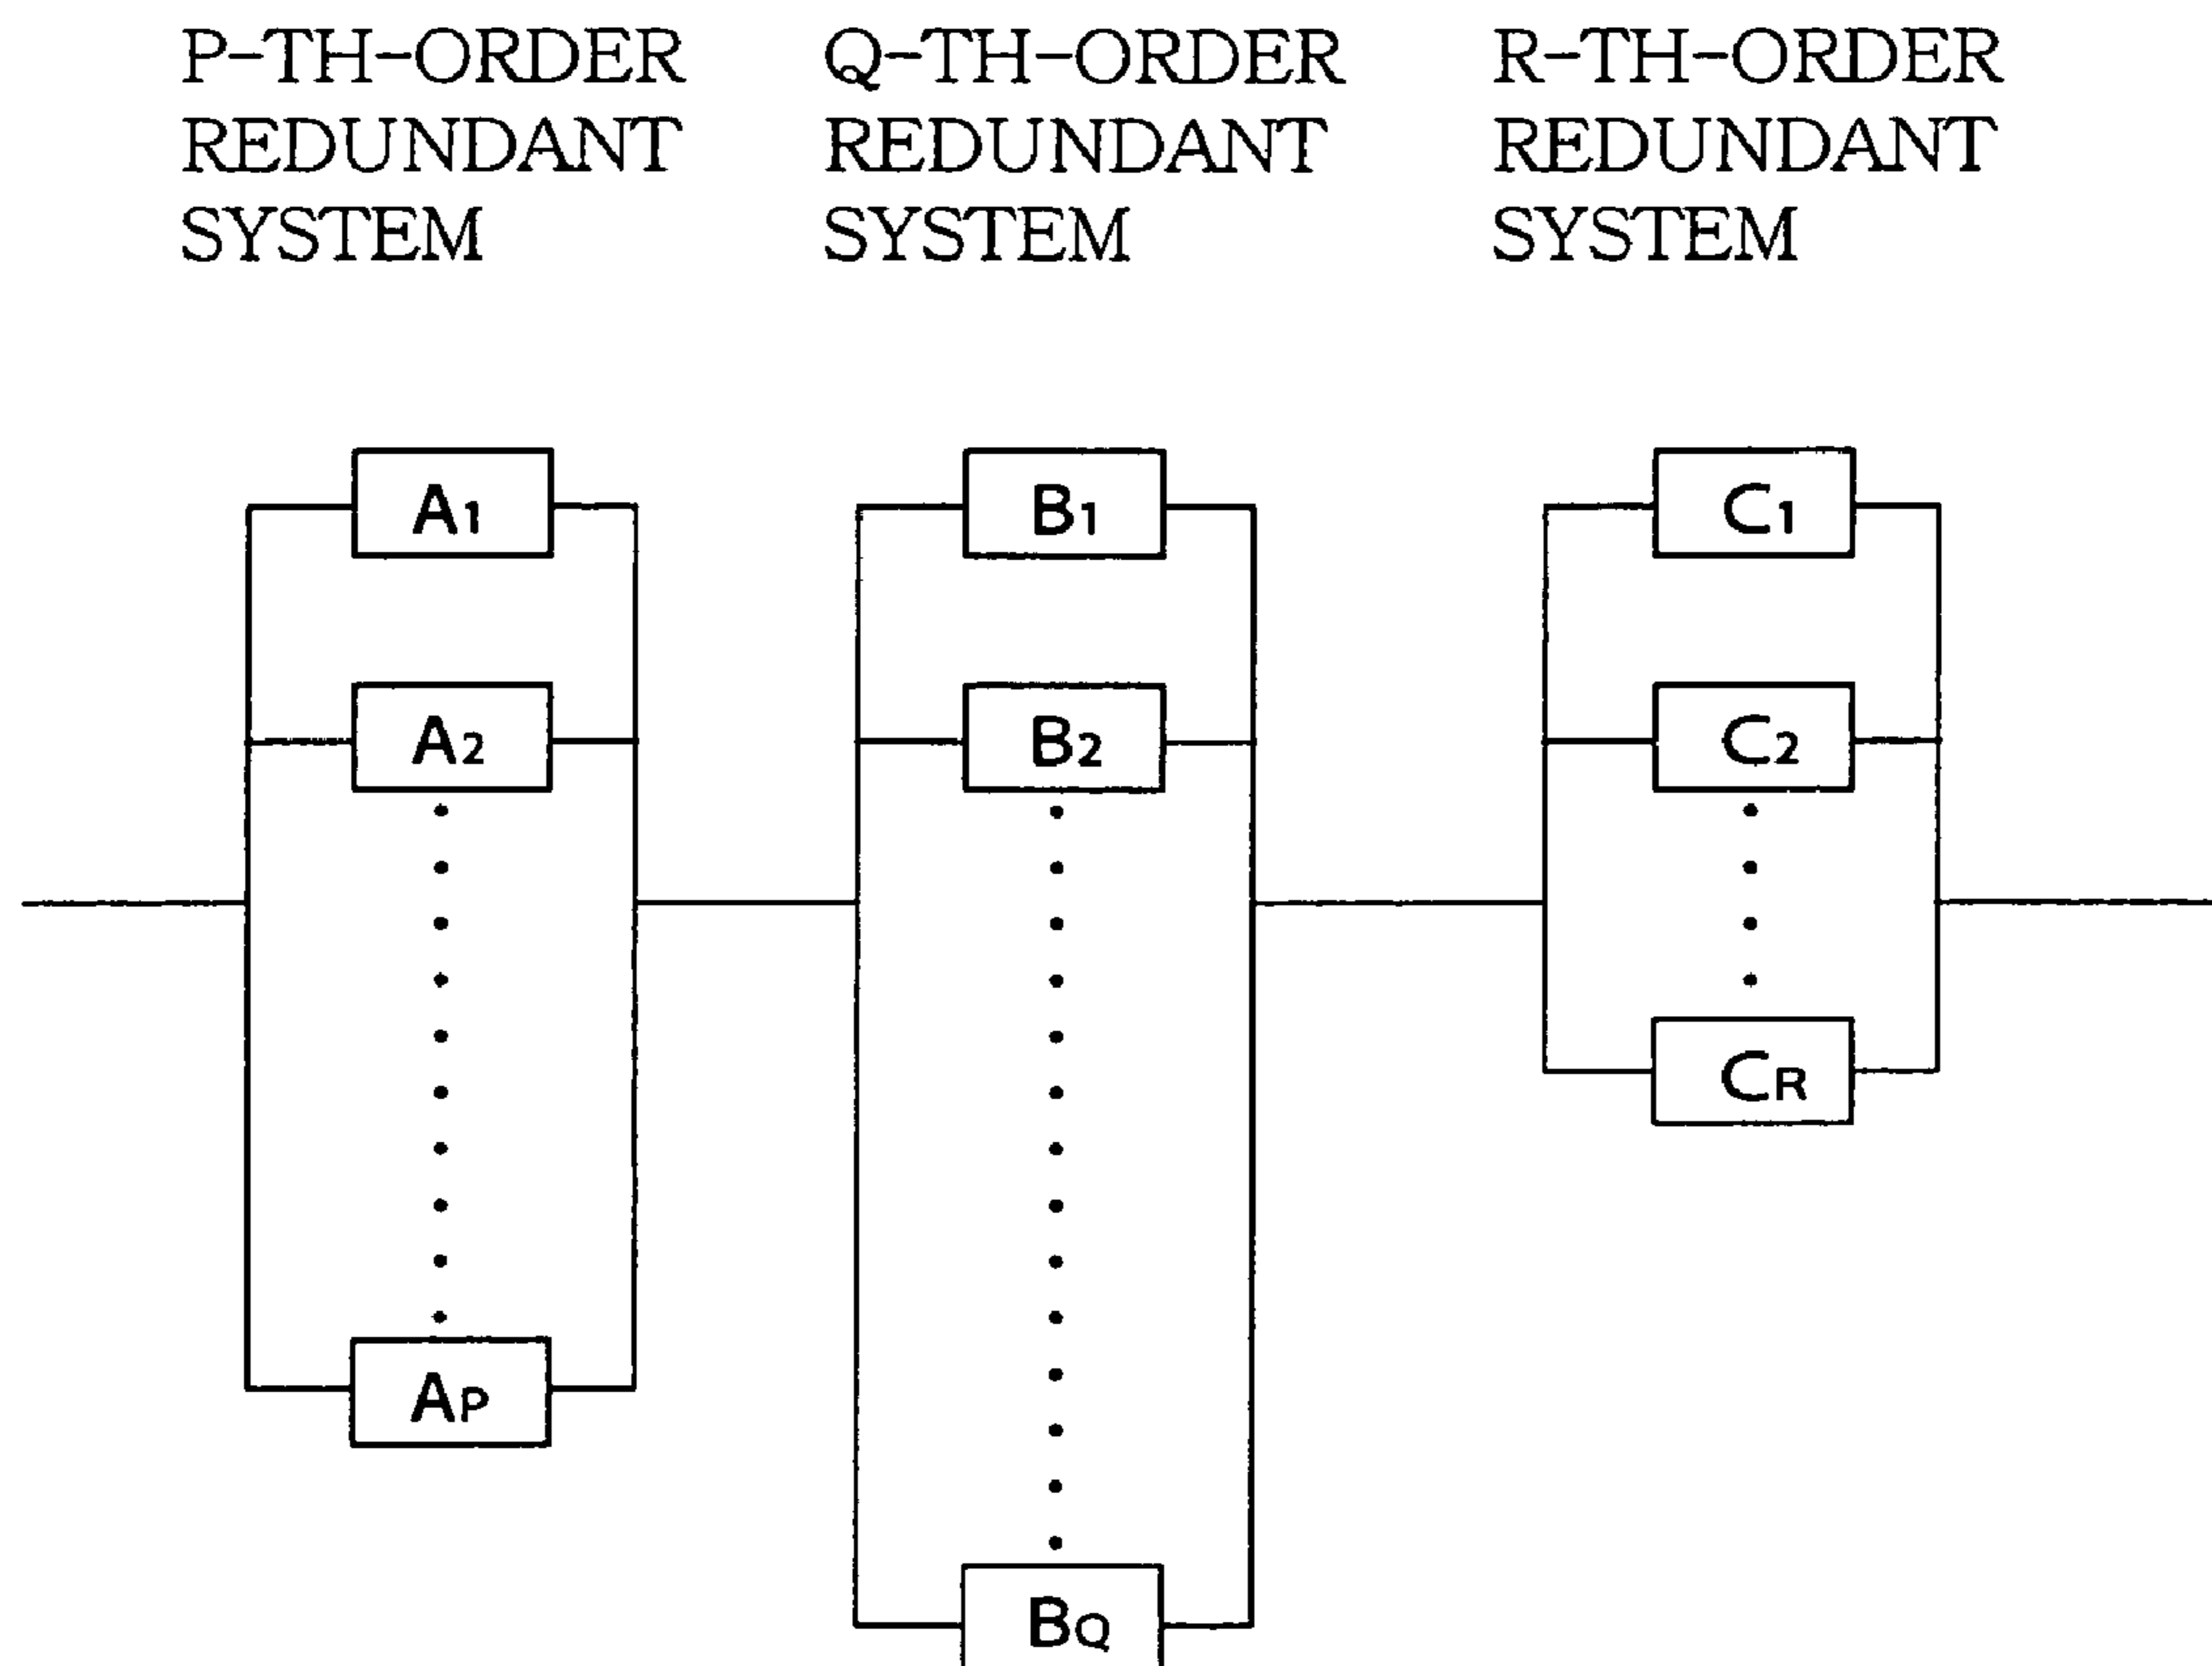 P-TH-ORDER
REDUNDANT
SYSTEM
Q-TH-ORDER
REDUNDANT
SYSTEM
R-TH-ORDER
REDUNDANT
SYSTEM
A1
A2
AP
B1
B2
BQ
C1
C2
CR